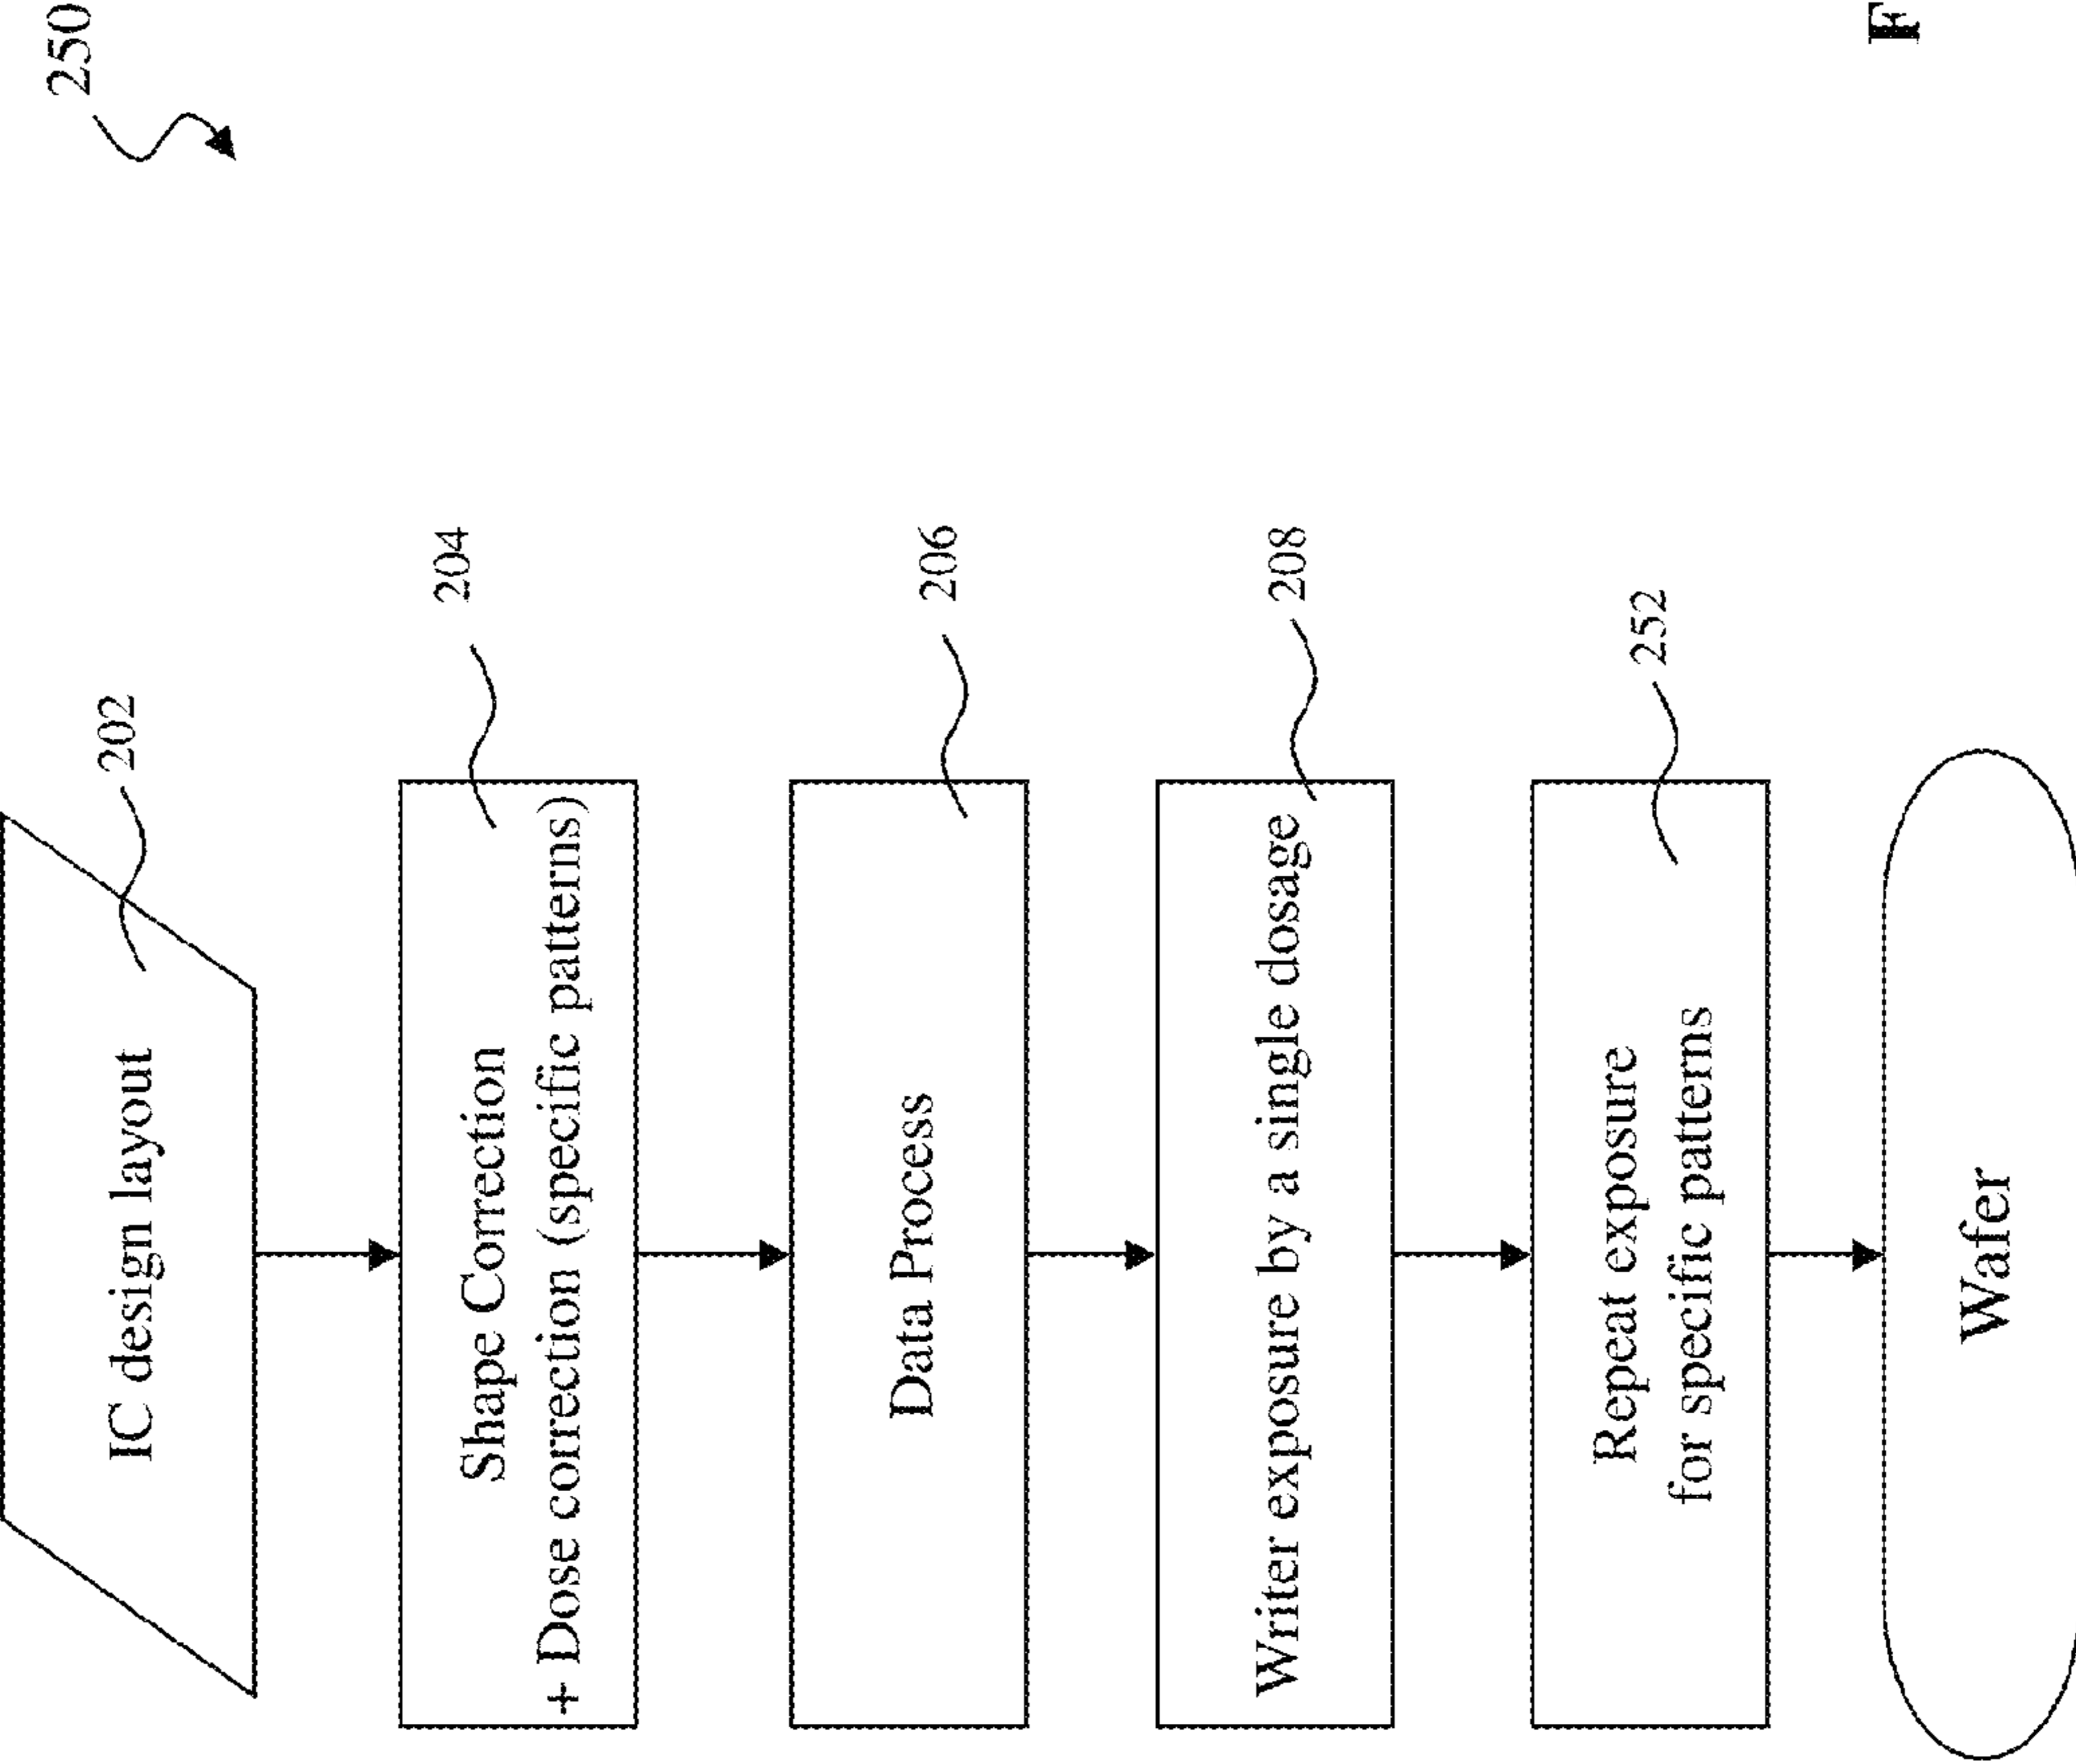 250
IC design layout
202
Shape Correction
+ Dose correction (specific patterns)
204
Data Process
206
Writer exposure by a single dosage
208
Repeat exposure
for specific patterns
252
Wafer
F